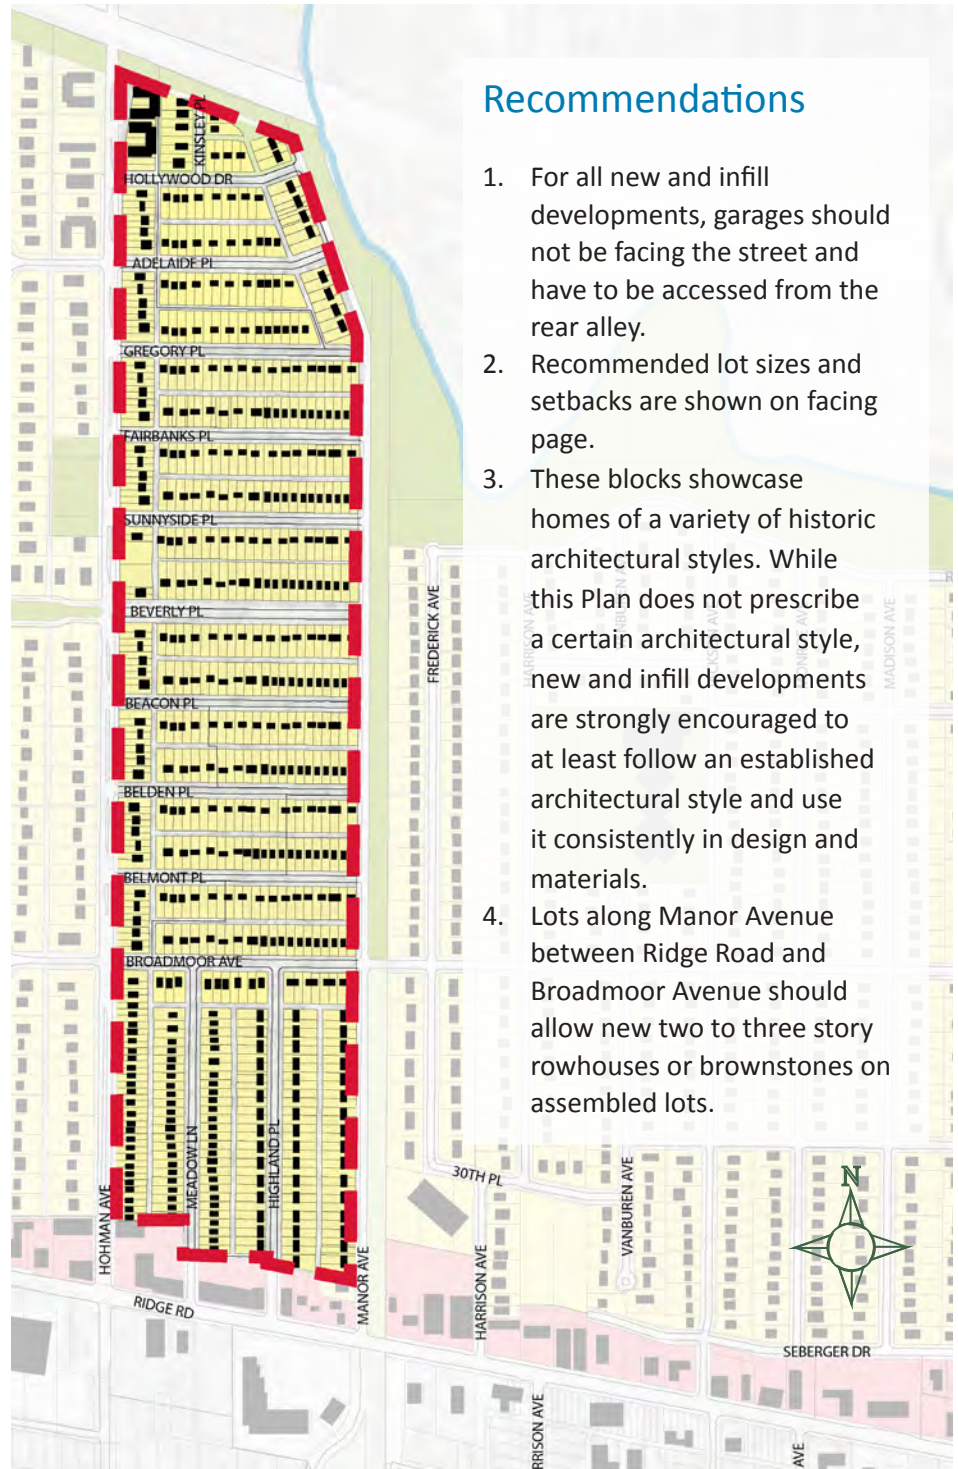 Recommendations
1. For all new and infill
developments, garages should
not be facing the street and
have to be accessed from the
rear alley.
2. Recommended lot sizes and
setbacks are shown on facing
page.
3. These blocks showcase
homes of a variety of historic
architectural styles. While
this Plan does not prescribe
a certain architectural style,
new and infill developments
are strongly encouraged to
at least follow an established
architectural style and use
it consistently in design and
materials.
4. Lots along Manor Avenue
between Ridge Road and
Broadmoor Avenue should
allow new two to three story
rowhouses or brownstones on
assembled lots.
KINSLEY PL
HOLLYWOOD DR
ADELAIDE PL
GREGORY PL
FAIRBANKS PL
SUNNYSIDE PL
BEVERLY PL
BEACON PL
BELDEN PL
BELMONT PL
BROADMOOR AVE
MEADOW LN
HIGHLAND PL
HOHMAN AVE
MANOR AVE
RIDGE RD
FREDERICK AVE
HARRISON AVE
MADISON AVE
30TH PL
HARRISON AVE
VANBUREN AVE
N
SEBERGER DR
RRISON AVE
AVE